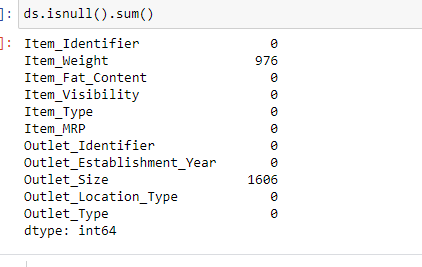 ]: ds.isnull().sum()
]: Item_Identifier 0
Item_Weight 976
Item_Fat_Content 0
Item_Visibility 0
Item_Type 0
Item_MRP 0
Outlet_Identifier 0
Outlet_Establishment_Year 0
Outlet_Size 1606
Outlet_Location_Type 0
Outlet_Type 0
dtype: int64